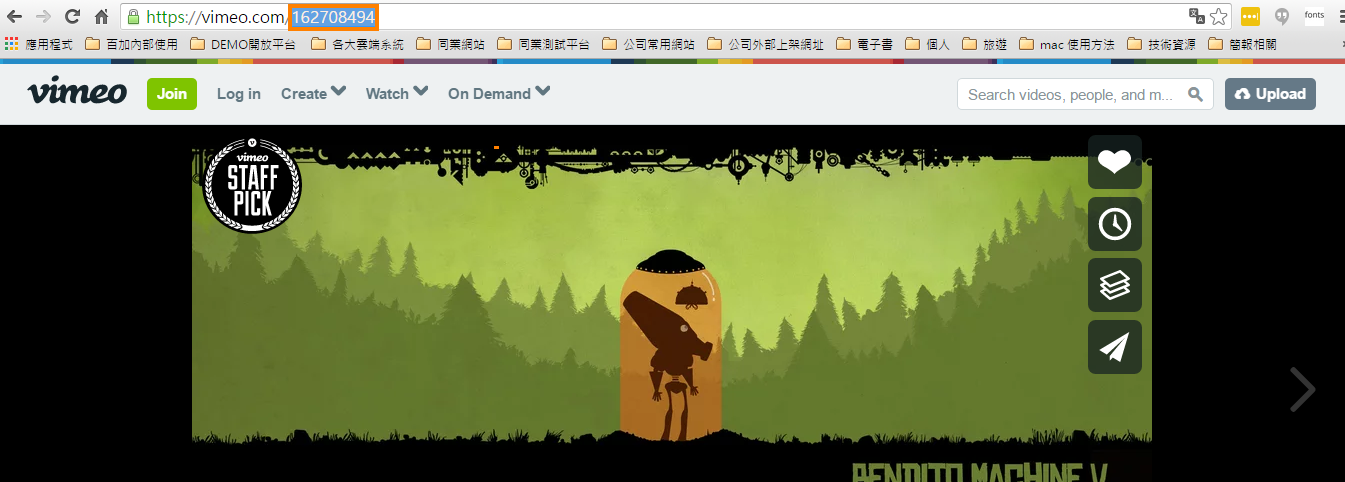 https://vimeo.com/162708494
fonts
應用程式 百加內部使用 DEMO開放平台 各大雲端系統 同業網站 同業測試平台 公司常用網站 公司外部上架網址 電子書 個人 旅遊 mac 使用方法 技術資源 簡報相關
vimeo Join Log in Create Watch On Demand Search videos, people, and m... Upload
vimeo
STAFF
PICK
BENDITO MACHINE V